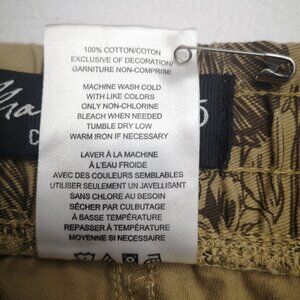 100% COTTON/COTON
EXCLUSIVE OF DECORATION/
GARNITURE NON-COMPRISE
MACHINE WASH COLD
WITH LIKE COLORS
ONLY NON-CHLORINE
BLEACH WHEN NEEDED
TUMBLE DRY LOW
WARM IRON IF NECESSARY
LAVER À LA MACHINE
À L'EAU FROIDE
AVEC DES COULEURS SEMBLABLES
UTILISER SEULEMENT UN JAVELLISANT
SANS CHLORE AU BESOIN
SÉCHER PAR CULBUTAGE
À BASSE TEMPÉRATURE
REPASSER À TEMPÉRATURE
MOYENNE SI NECESSAIRE